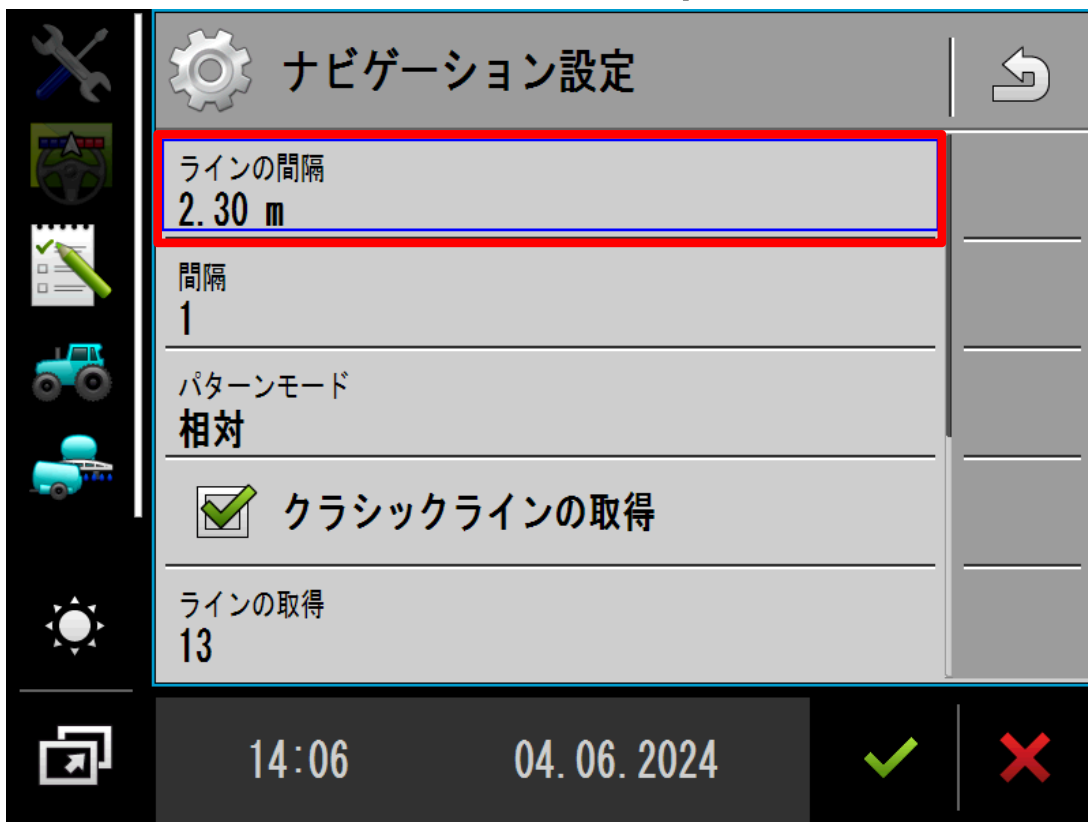 ナビゲーション設定
ラインの間隔
2.30 m
間隔
1
パターンモード
相対
クラシックラインの取得
ラインの取得
13
14:06 04.06.2024